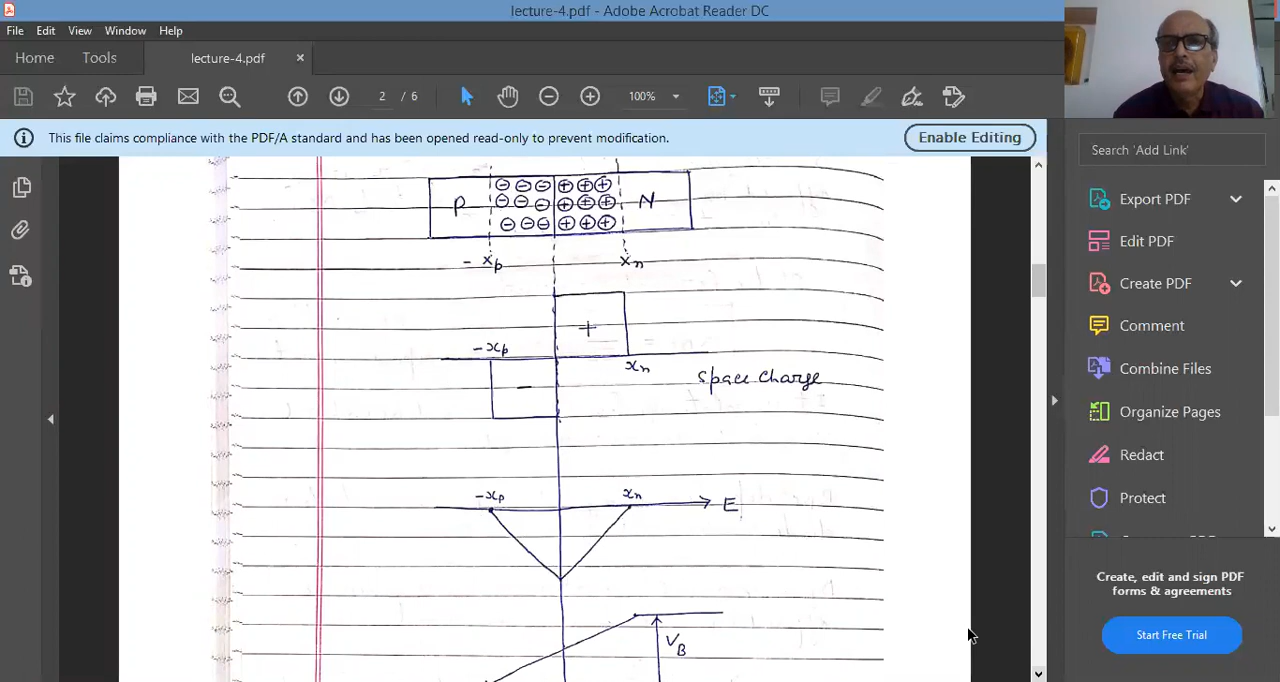 lecture-4.pdf - Adobe Acrobat Reader DC
File Edit View Window Help
Home Tools lecture-4.pdf ×
2 / 6 100%
This file claims compliance with the PDF/A standard and has been opened read-only to prevent modification.
Enable Editing
Search 'Add Link'
Export PDF
Edit PDF
Create PDF
Comment
Combine Files
Organize Pages
Redact
Protect
Create, edit and sign PDF
forms & agreements
Start Free Trial
P - - - + + + N
- - - + + +
- - - + + +
- xp xn
+
-xp
xn
space charge
-
-xp xn
E
VB